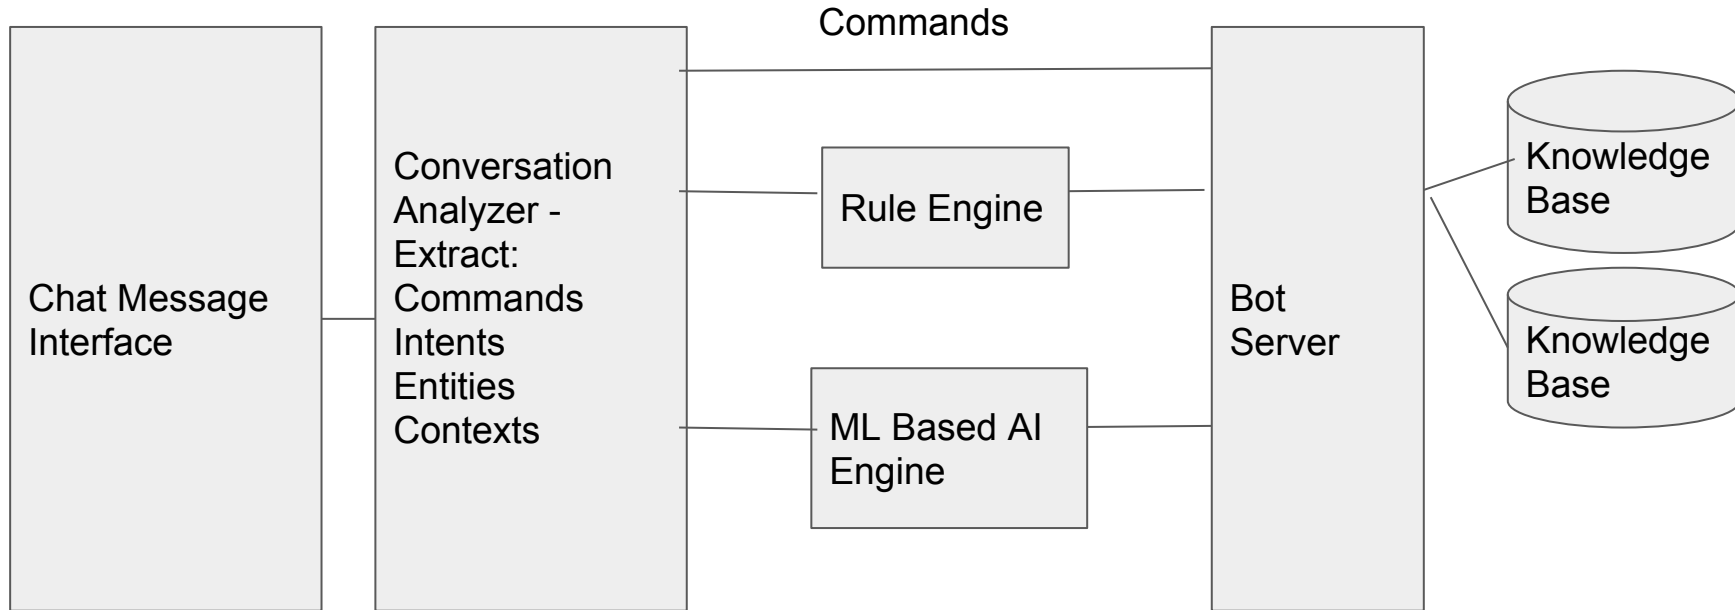 Commands
Chat Message
Interface
Conversation
Analyzer -
Extract:
Commands
Intents
Entities
Contexts
Rule Engine
ML Based AI
Engine
Bot
Server
Knowledge
Base
Knowledge
Base